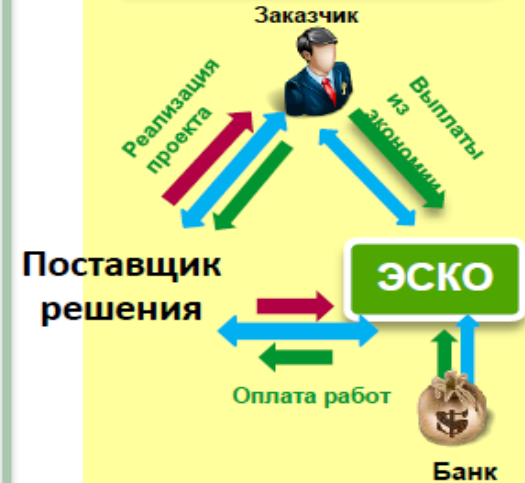 Заказчик
Реализация
проекта
Выплаты
из
экономии
Поставщик
решения
ЭСКО
Оплата работ
Банк